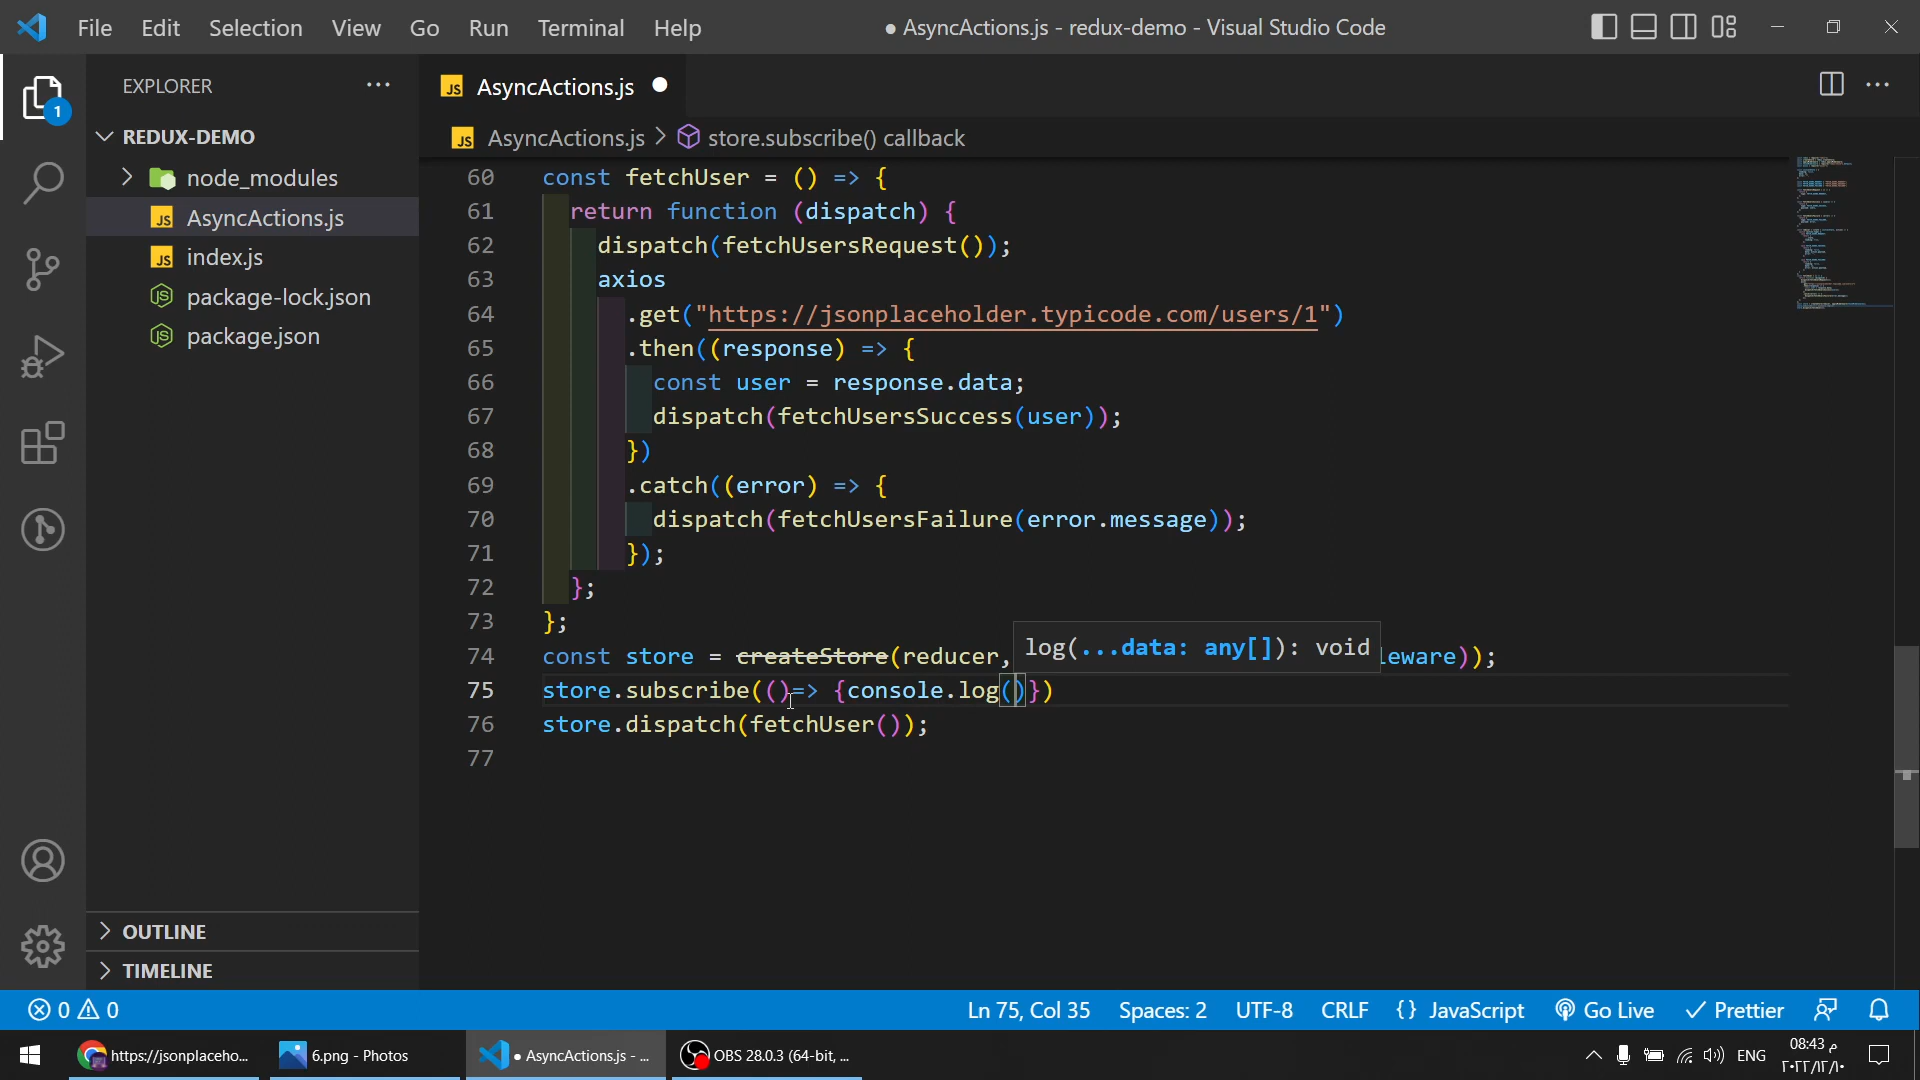 File Edit Selection View Go Run Terminal Help
● AsyncActions.js - redux-demo - Visual Studio Code
EXPLORER
1
REDUX-DEMO
node_modules
AsyncActions.js
index.js
package-lock.json
package.json
OUTLINE
TIMELINE
JS AsyncActions.js
JS AsyncActions.js > store.subscribe() callback
60 const fetchUser = () => {
61 return function (dispatch) {
62 dispatch(fetchUsersRequest());
63 axios
64 .get("https://jsonplaceholder.typicode.com/users/1")
65 .then((response) => {
66 const user = response.data;
67 dispatch(fetchUsersSuccess(user));
68 })
69 .catch((error) => {
70 dispatch(fetchUsersFailure(error.message));
71 });
72 };
73 };
74 const store = createStore(reducer, leware));
log(...data: any[]): void
75 store.subscribe(()=> {console.log()})
76 store.dispatch(fetchUser());
77
0 0
Ln 75, Col 35 Spaces: 2 UTF-8 CRLF {} JavaScript Go Live Prettier
https://jsonplaceho... 6.png - Photos ● AsyncActions.js - ... OBS 28.0.3 (64-bit, ...
ENG
08:43 م